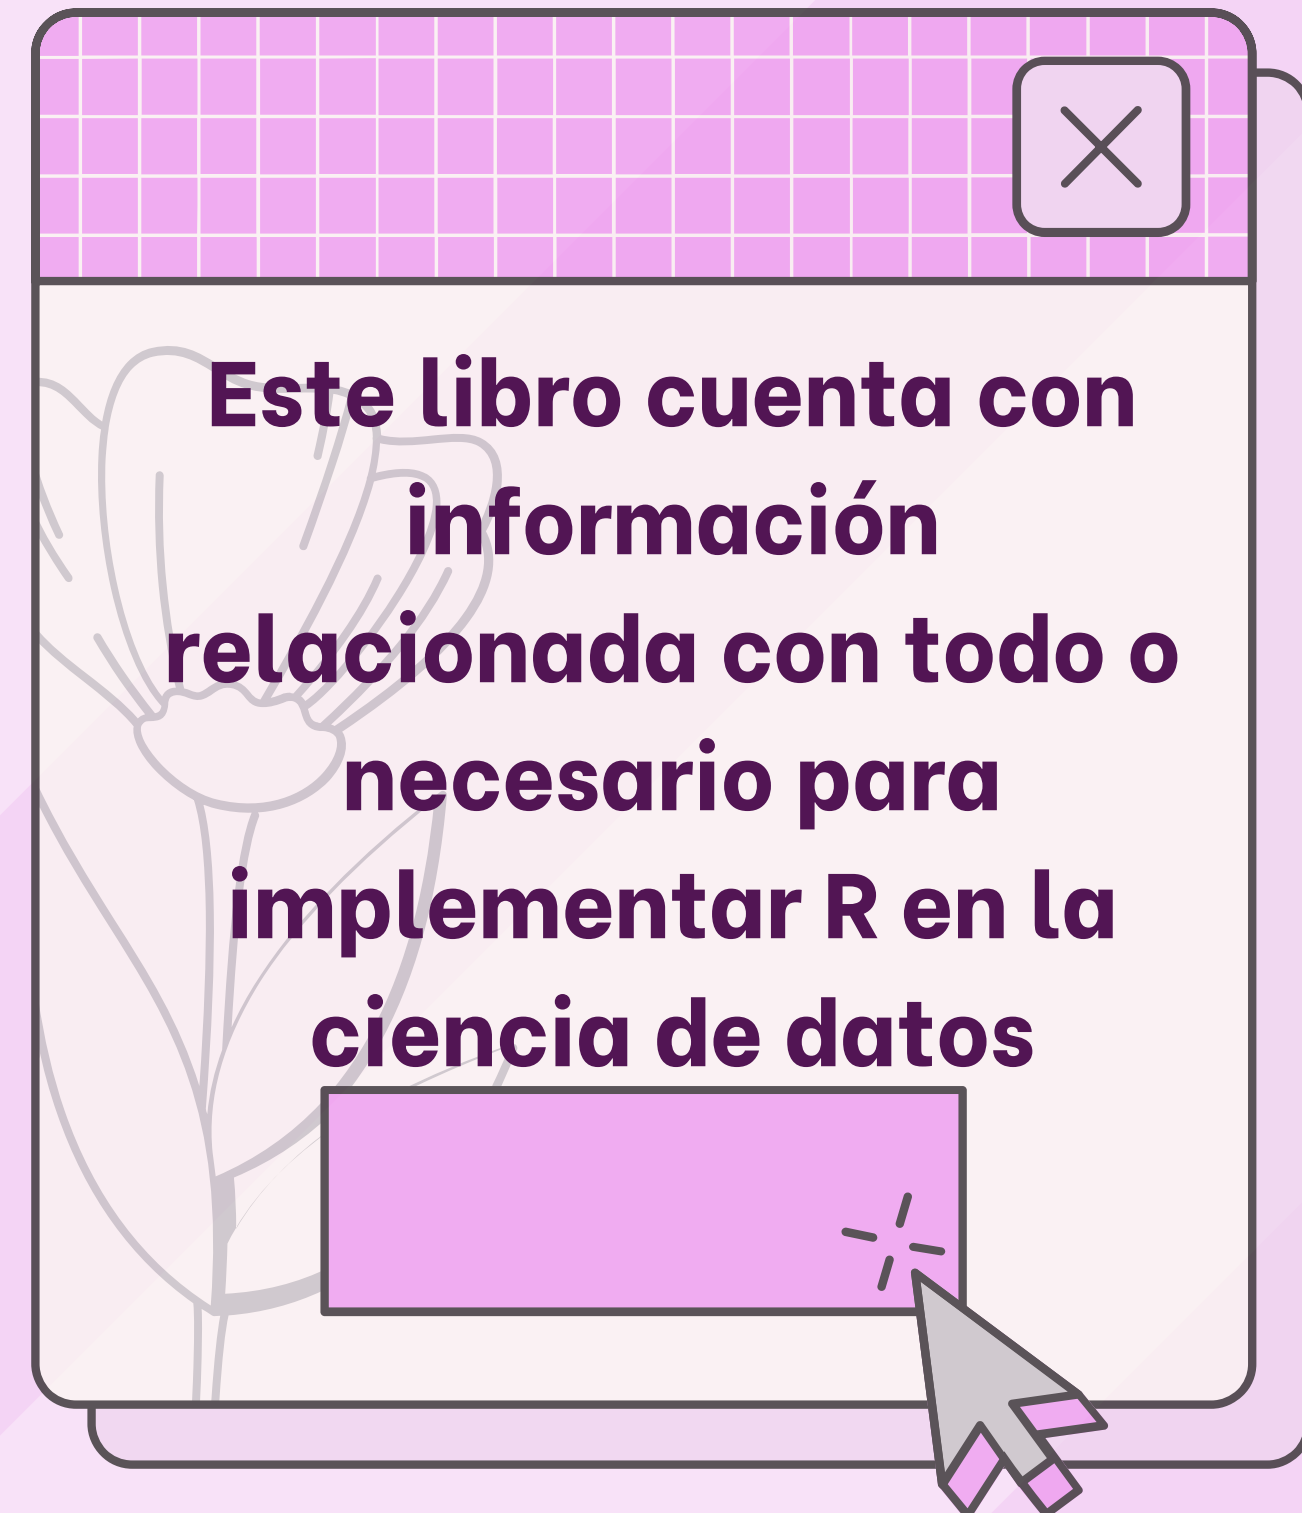 Este libro cuenta con
información
relacionada con todo o
necesario para
implementar R en la
ciencia de datos